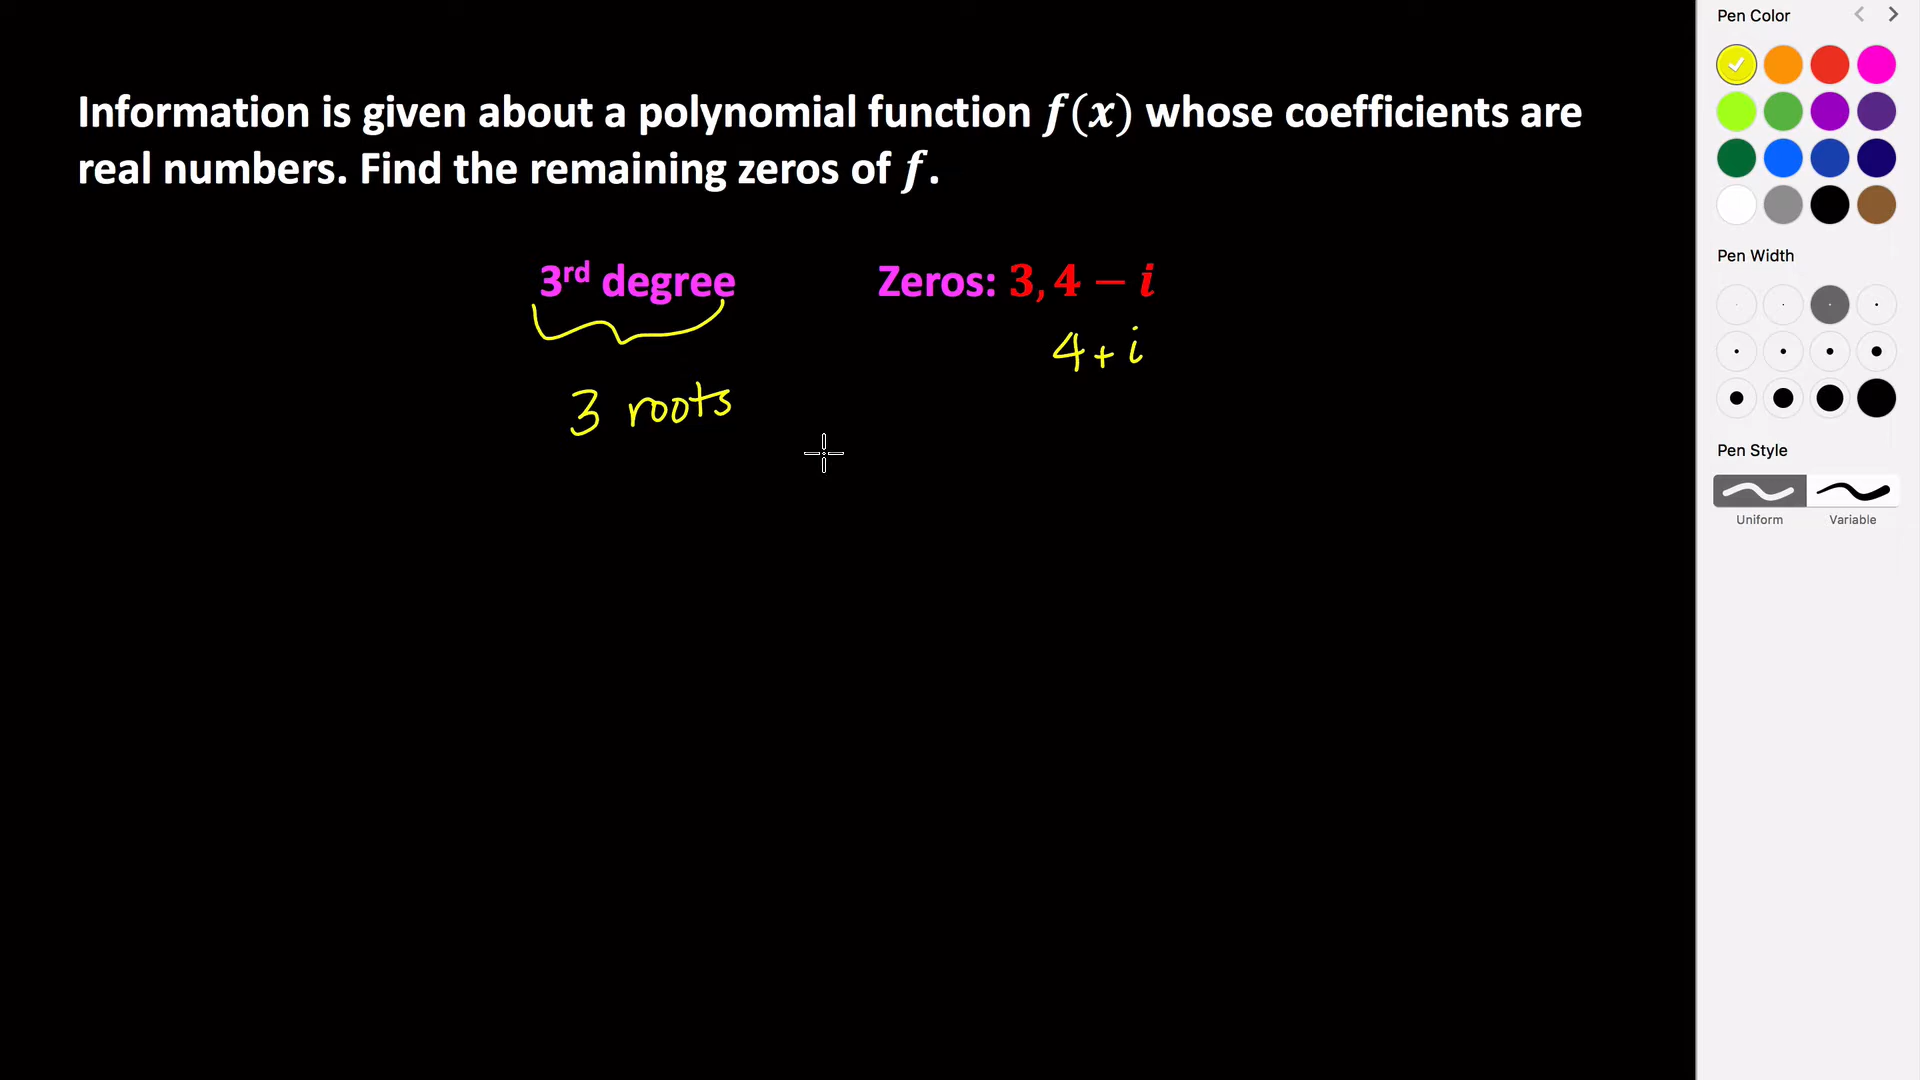 Information is given about a polynomial function f(x) whose coefficients are
real numbers. Find the remaining zeros of f.
3rd degree
Zeros: 3, 4 − i
4 + i
3 roots
Pen Color
Pen Width
Pen Style
Uniform
Variable